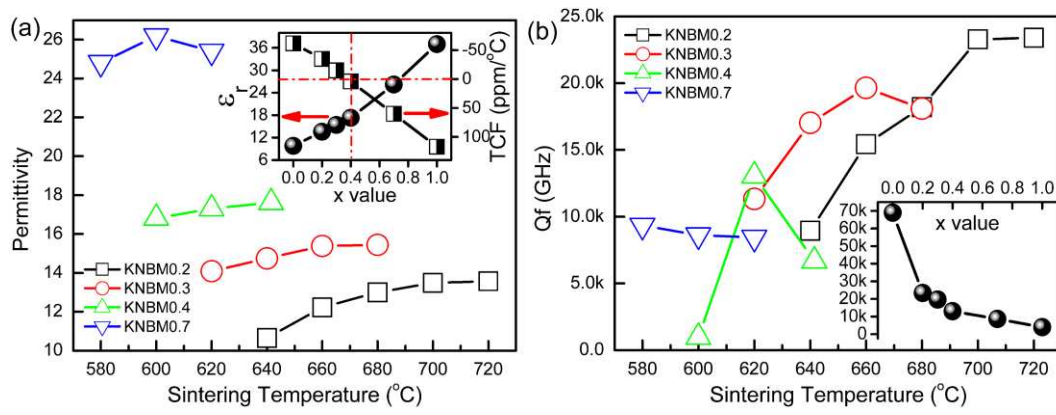 (a)
26
24
22
20
18
16
14
12
10
Permittivity
580 600 620 640 660 680 700 720
Sintering Temperature (°C)
KNBM0.2
KNBM0.3
KNBM0.4
KNBM0.7
36
30
24
18
12
6
εr
-50
0
50
100
TCF (ppm/°C)
0.0 0.2 0.4 0.6 0.8 1.0
x value
(b)
25.0k
20.0k
15.0k
10.0k
5.0k
0.0
Qf (GHz)
580 600 620 640 660 680 700 720
Sintering Temperature (°C)
KNBM0.2
KNBM0.3
KNBM0.4
KNBM0.7
0.0 0.2 0.4 0.6 0.8 1.0
x value
70k
60k
50k
40k
30k
20k
10k
0